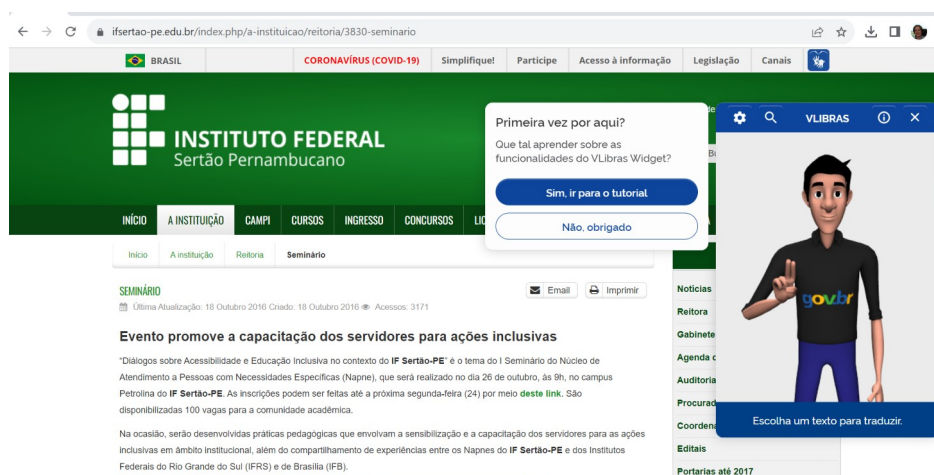 ifsertao-pe.edu.br/index.php/a-instituicao/reitoria/3830-seminario
BRASIL
CORONAVÍRUS (COVID-19)
Simplifique!
Participe
Acesso à informação
Legislação
Canais
INSTITUTO FEDERAL
Sertão Pernambucano
Primeira vez por aqui?
Que tal aprender sobre as
funcionalidades do VLibras Widget?
Sim, ir para o tutorial
Não, obrigado
VLIBRAS
gov.br
Escolha um texto para traduzir.
INÍCIO
A INSTITUIÇÃO
CAMPI
CURSOS
INGRESSO
CONCURSOS
Início
A instituição
Reitoria
Seminário
SEMINÁRIO
Email
Imprimir
Última Atualização: 18 Outubro 2016 Criado: 18 Outubro 2016 Acessos: 3171
Evento promove a capacitação dos servidores para ações inclusivas
“Diálogos sobre Acessibilidade e Educação Inclusiva no contexto do IF Sertão-PE” é o tema do I Seminário do Núcleo de
Atendimento a Pessoas com Necessidades Específicas (Napne), que será realizado no dia 26 de outubro, às 9h, no campus
Petrolina do IF Sertão-PE. As inscrições podem ser feitas até a próxima segunda-feira (24) por meio deste link. São
disponibilizadas 100 vagas para a comunidade acadêmica.
Na ocasião, serão desenvolvidas práticas pedagógicas que envolvam a sensibilização e a capacitação dos servidores para as ações
inclusivas em âmbito institucional, além do compartilhamento de experiências entre os Napnes do IF Sertão-PE e dos Institutos
Federais do Rio Grande do Sul (IFRS) e de Brasília (IFB).
Notícias
Reitora
Gabinete
Agenda
Auditoria
Editais
Portarias até 2017